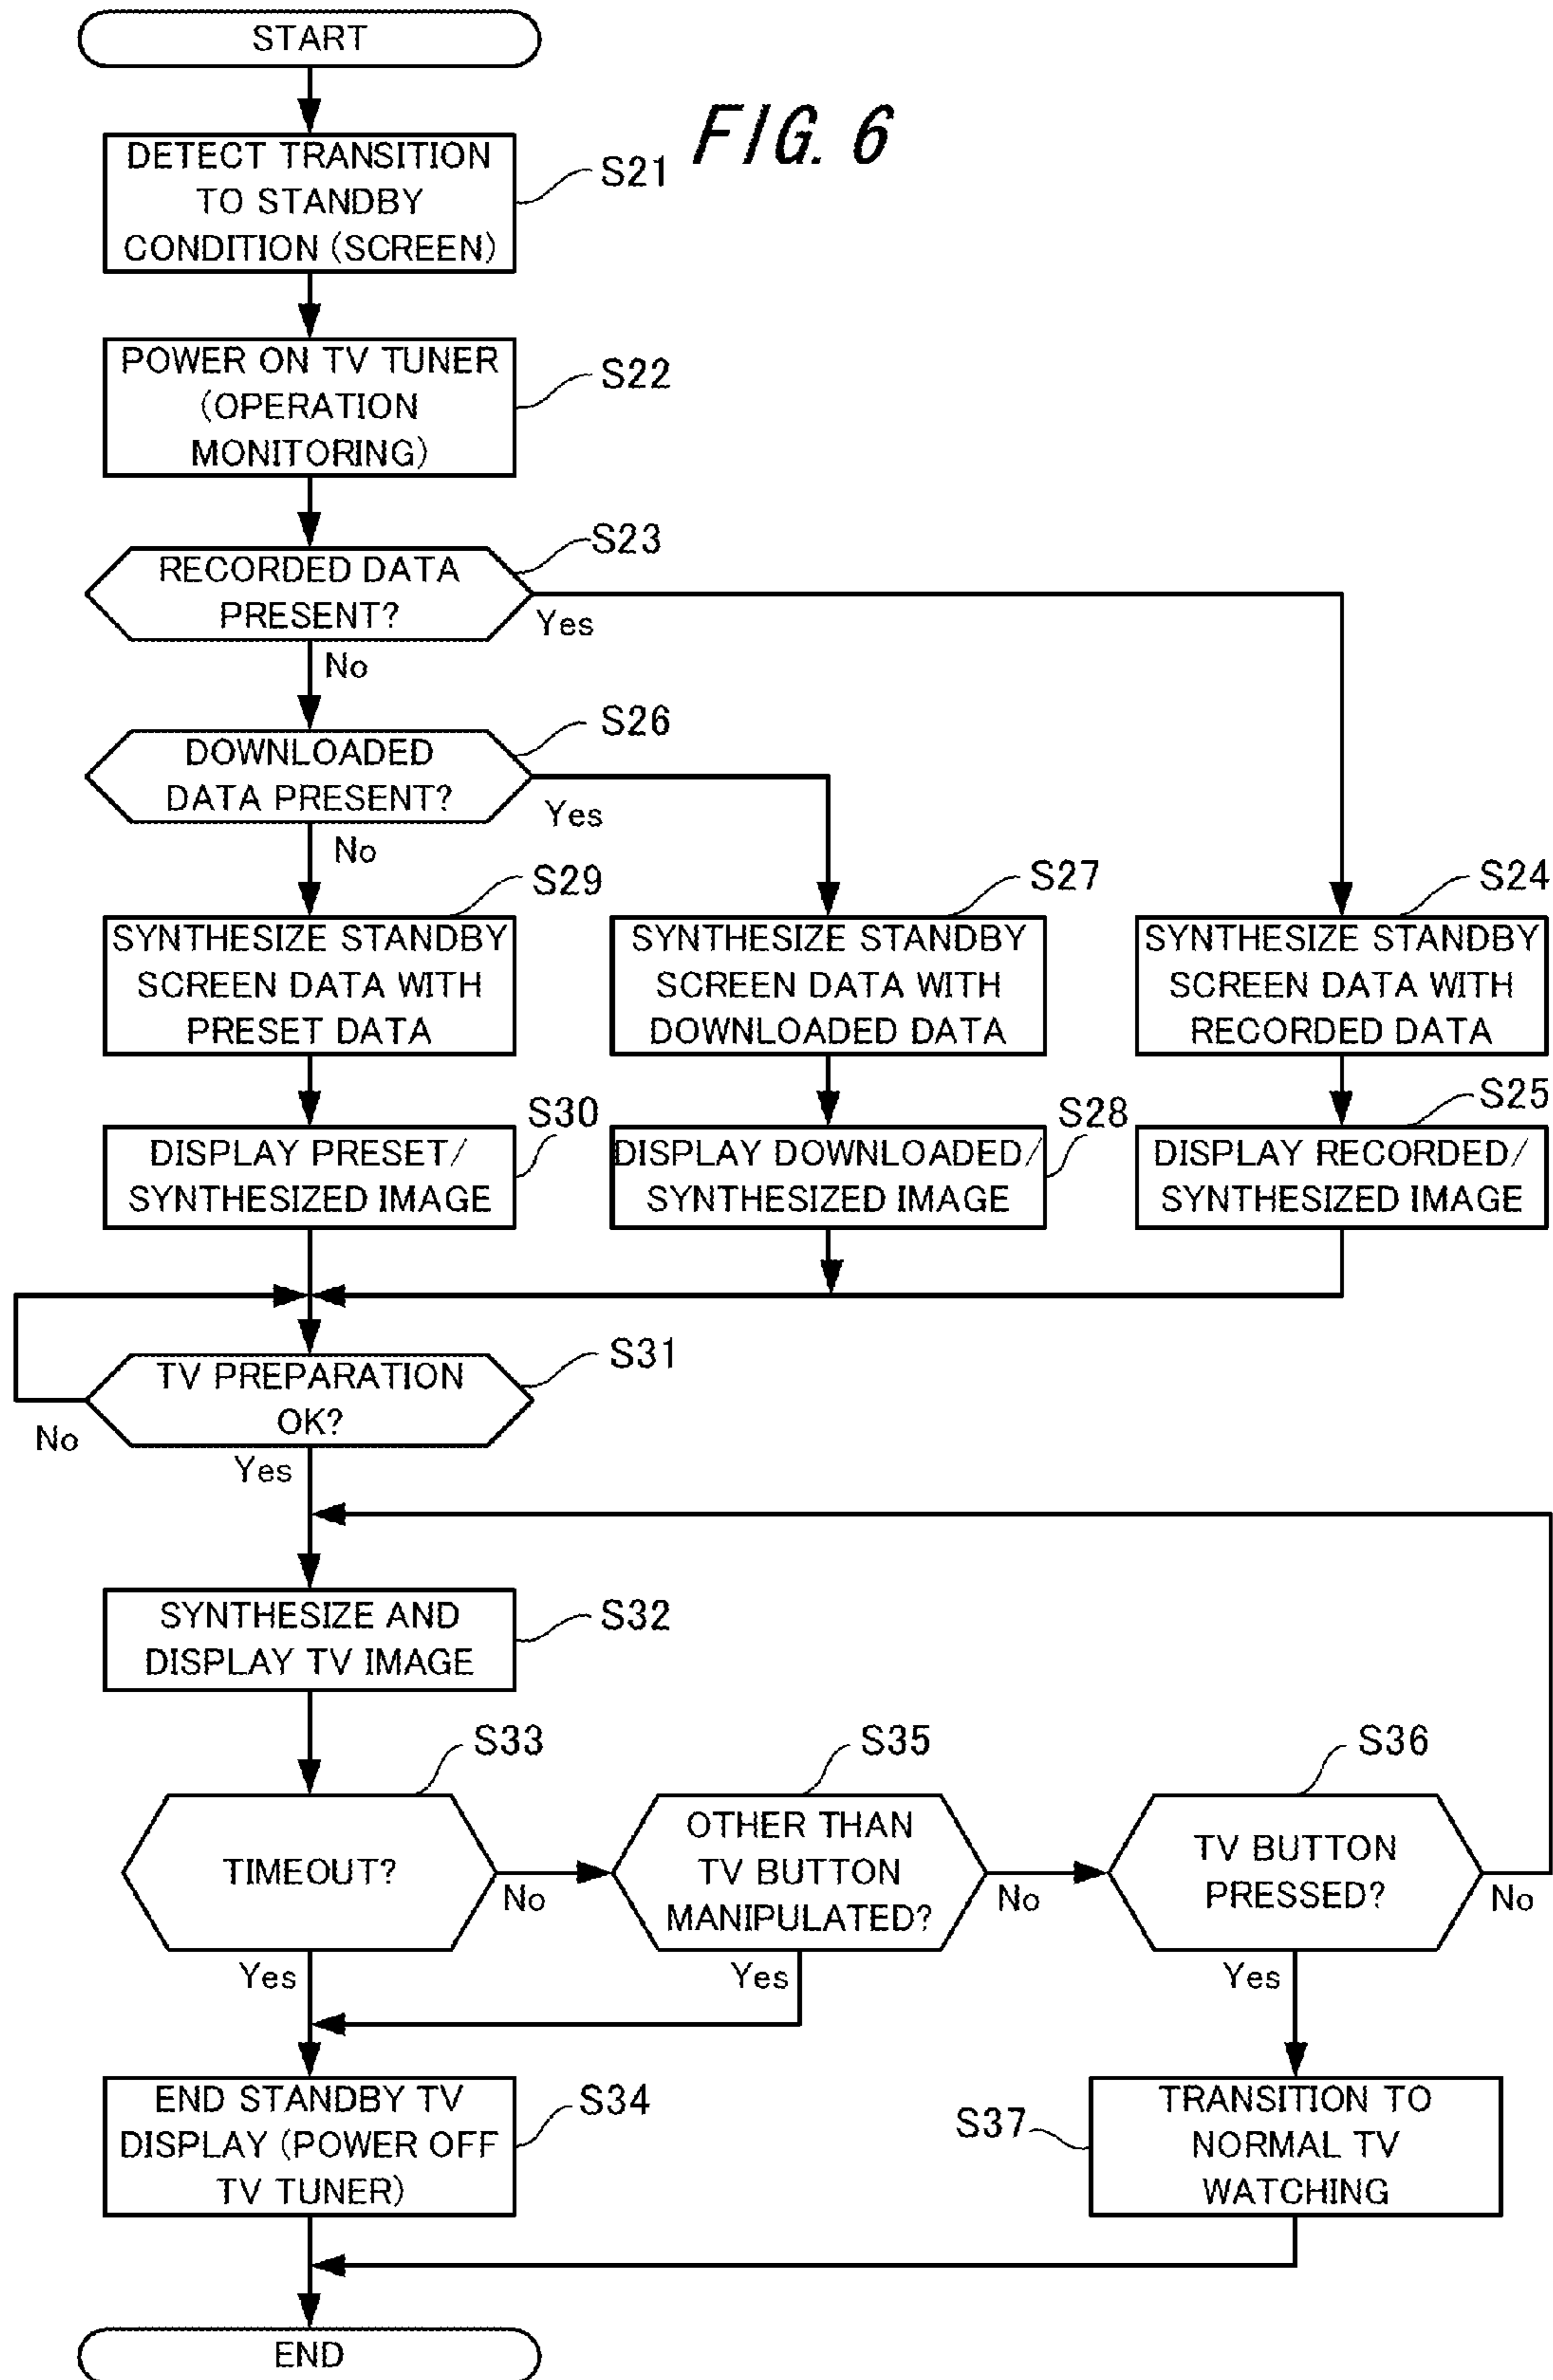 START
FIG. 6
DETECT TRANSITION
TO STANDBY
CONDITION (SCREEN)
S21
POWER ON TV TUNER
(OPERATION
MONITORING)
S22
S23
RECORDED DATA
PRESENT?
Yes
No
S26
DOWNLOADED
DATA PRESENT?
Yes
No
S29
SYNTHESIZE STANDBY
SCREEN DATA WITH
PRESET DATA
S27
SYNTHESIZE STANDBY
SCREEN DATA WITH
DOWNLOADED DATA
S24
SYNTHESIZE STANDBY
SCREEN DATA WITH
RECORDED DATA
S30
DISPLAY PRESET/
SYNTHESIZED IMAGE
S28
DISPLAY DOWNLOADED/
SYNTHESIZED IMAGE
S25
DISPLAY RECORDED/
SYNTHESIZED IMAGE
S31
TV PREPARATION
OK?
No
Yes
SYNTHESIZE AND
DISPLAY TV IMAGE
S32
S33
TIMEOUT?
No
Yes
S35
OTHER THAN
TV BUTTON
MANIPULATED?
No
Yes
S36
TV BUTTON
PRESSED?
No
Yes
END STANDBY TV
DISPLAY (POWER OFF
TV TUNER)
S34
S37
TRANSITION TO
NORMAL TV
WATCHING
END